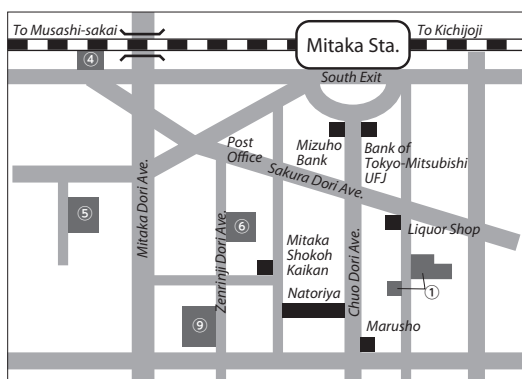 To Musashi-sakai
Mitaka Sta.
To Kichijoji
④
South Exit
Post
Office
Mizuho
Bank
Bank of
Tokyo-Mitsubishi
UFJ
Sakura Dori Ave.
Mitaka Dori Ave.
⑤
Zenrinji Dori Ave.
⑥
Chuo Dori Ave.
Liquor Shop
Mitaka
Shokoh
Kaikan
①
Natoriya
⑨
Marusho